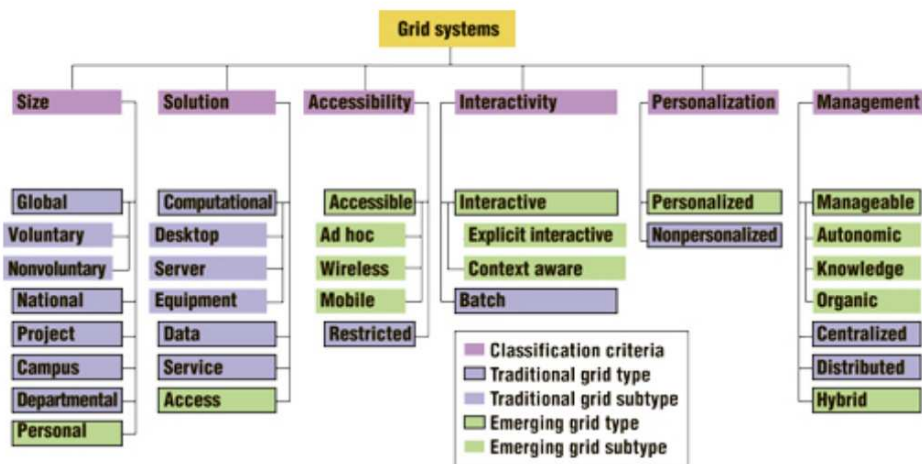 Grid systems
Size
Solution
Accessibility
Interactivity
Personalization
Management
Global
Voluntary
Nonvoluntary
National
Project
Campus
Departmental
Personal
Computational
Desktop
Server
Equipment
Data
Service
Access
Accessible
Ad hoc
Wireless
Mobile
Restricted
Interactive
Explicit interactive
Context aware
Batch
Personalized
Nonpersonalized
Manageable
Autonomic
Knowledge
Organic
Centralized
Distributed
Hybrid
Classification criteria
Traditional grid type
Traditional grid subtype
Emerging grid type
Emerging grid subtype